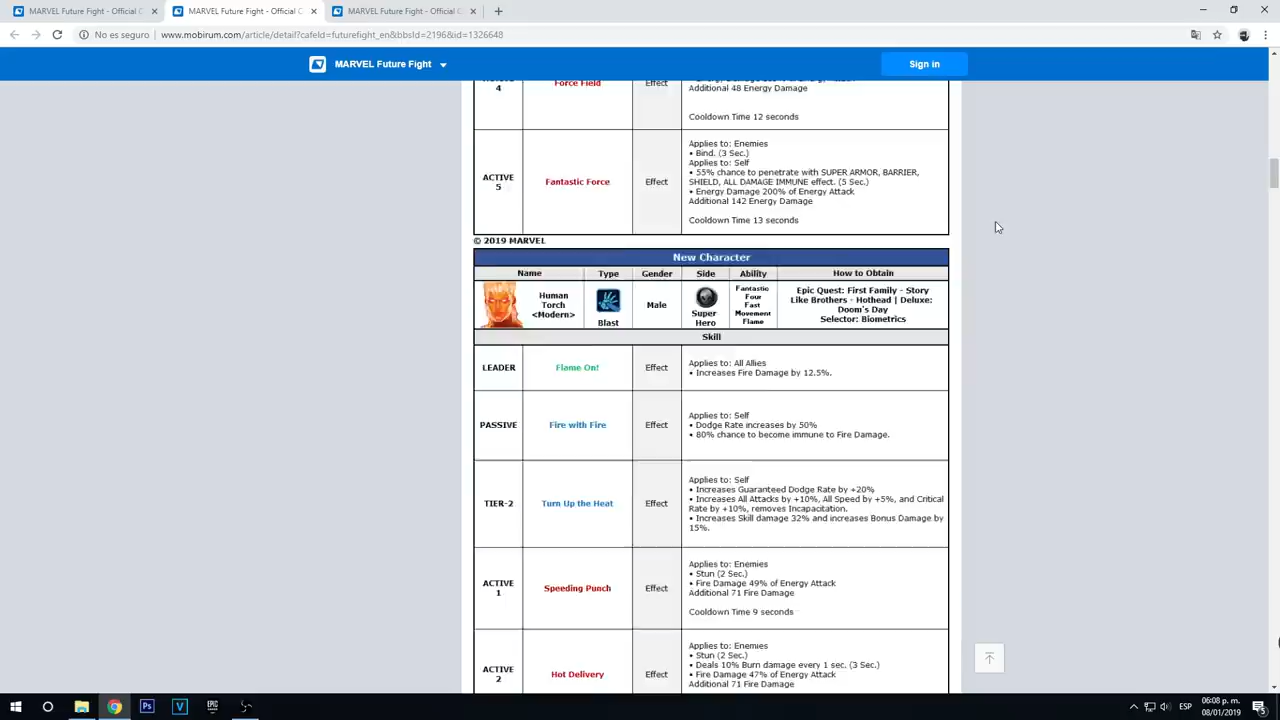 MARVEL Future Fight - Official C
MARVEL Future Fight - Official C
MARVEL Future Fight - Official C
No es seguro
www.mobirum.com/article/detail?cafeId=futurefight_en&bbsId=2196&id=1326648
MARVEL Future Fight
Sign in
4
Force Field
Effect
Additional 48 Energy Damage
Cooldown Time 12 seconds
ACTIVE
5
Fantastic Force
Effect
Applies to: Enemies
• Bind. (3 Sec.)
Applies to: Self
• 55% chance to penetrate with SUPER ARMOR, BARRIER,
SHIELD, ALL DAMAGE IMMUNE effect. (5 Sec.)
• Energy Damage 200% of Energy Attack
Additional 142 Energy Damage
Cooldown Time 13 seconds
© 2019 MARVEL
New Character
Name
Type
Gender
Side
Ability
How to Obtain
Human
Torch
<Modern>
Blast
Male
Super
Hero
Fantastic
Four
Fast
Movement
Flame
Epic Quest: First Family - Story
Like Brothers - Hothead | Deluxe:
Doom's Day
Selector: Biometrics
Skill
LEADER
Flame On!
Effect
Applies to: All Allies
• Increases Fire Damage by 12.5%.
PASSIVE
Fire with Fire
Effect
Applies to: Self
• Dodge Rate increases by 50%
• 80% chance to become immune to Fire Damage.
TIER-2
Turn Up the Heat
Effect
Applies to: Self
• Increases Guaranteed Dodge Rate by +20%
• Increases All Attacks by +10%, All Speed by +5%, and Critical
Rate by +10%, removes Incapacitation.
• Increases Skill damage 32% and increases Bonus Damage by
15%.
ACTIVE
1
Speeding Punch
Effect
Applies to: Enemies
• Stun (2 Sec.)
• Fire Damage 49% of Energy Attack
Additional 71 Fire Damage
Cooldown Time 9 seconds
ACTIVE
2
Hot Delivery
Effect
Applies to: Enemies
• Stun (2 Sec.)
• Deals 10% Burn damage every 1 sec. (3 Sec.)
• Fire Damage 47% of Energy Attack
Additional 71 Fire Damage
Ps
V
EPIC
ESP
06:08 p. m.
08/01/2019
5